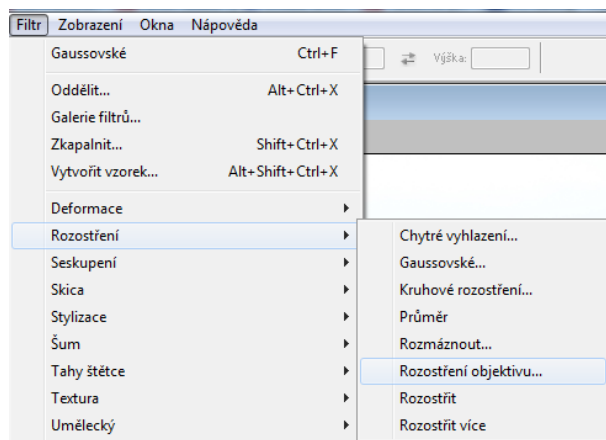 Filtr Zobrazení Okna Nápověda
Gaussovské Ctrl+F
Výška:
Oddělit... Alt+Ctrl+X
Galerie filtrů...
Zkapalnit... Shift+Ctrl+X
Vytvořit vzorek... Alt+Shift+Ctrl+X
Deformace
Rozostření
Seskupení
Skica
Stylizace
Šum
Tahy štětce
Textura
Umělecký
Chytré vyhlazení...
Gaussovské...
Kruhové rozostření...
Průměr
Rozmáznout...
Rozostření objektivu...
Rozostřit
Rozostřit více